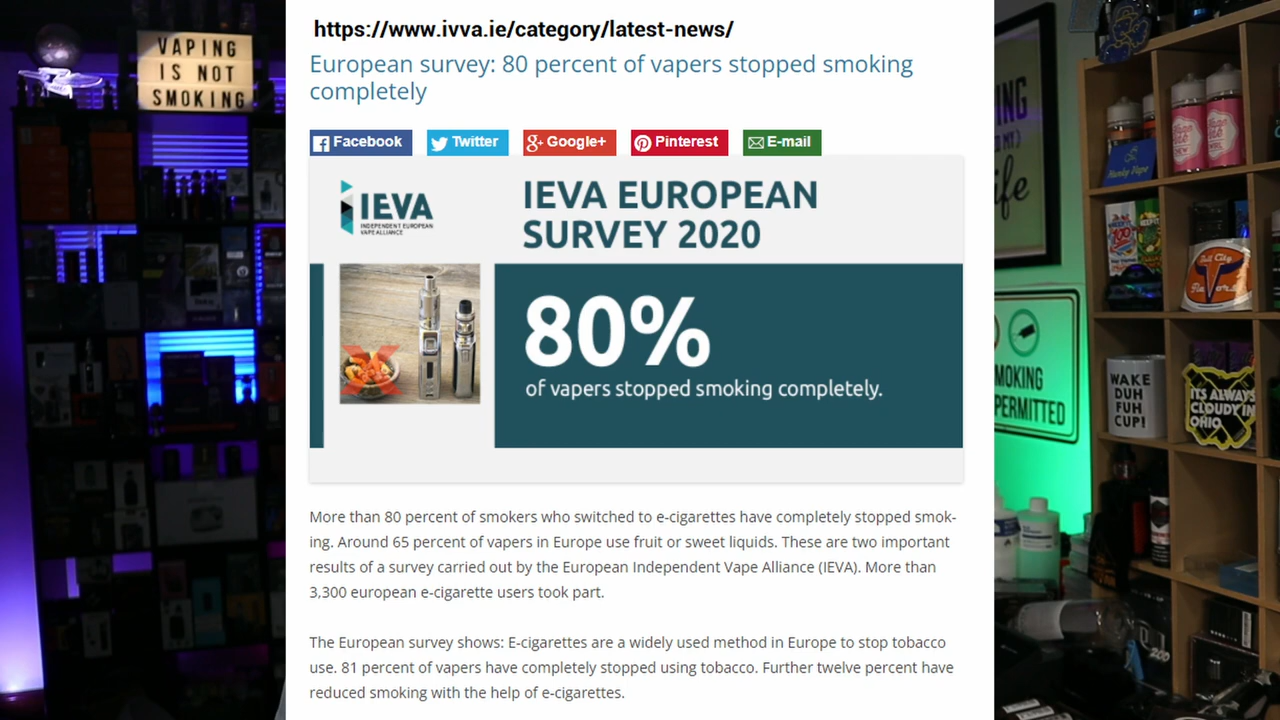 https://www.ivva.ie/category/latest-news/
European survey: 80 percent of vapers stopped smoking
completely
Facebook
Twitter
Google+
Pinterest
E-mail
IEVA
INDEPENDENT EUROPEAN
VAPE ALLIANCE
IEVA EUROPEAN
SURVEY 2020
80%
of vapers stopped smoking completely.
More than 80 percent of smokers who switched to e-cigarettes have completely stopped smok-
ing. Around 65 percent of vapers in Europe use fruit or sweet liquids. These are two important
results of a survey carried out by the European Independent Vape Alliance (IEVA). More than
3,300 european e-cigarette users took part.
The European survey shows: E-cigarettes are a widely used method in Europe to stop tobacco
use. 81 percent of vapers have completely stopped using tobacco. Further twelve percent have
reduced smoking with the help of e-cigarettes.
VAPING
IS NOT
SMOKING
MOKING
PERMITTED
WAKE
DUH
FUH
CUP!
ITS ALWAYS
CLOUDY IN
OHIO